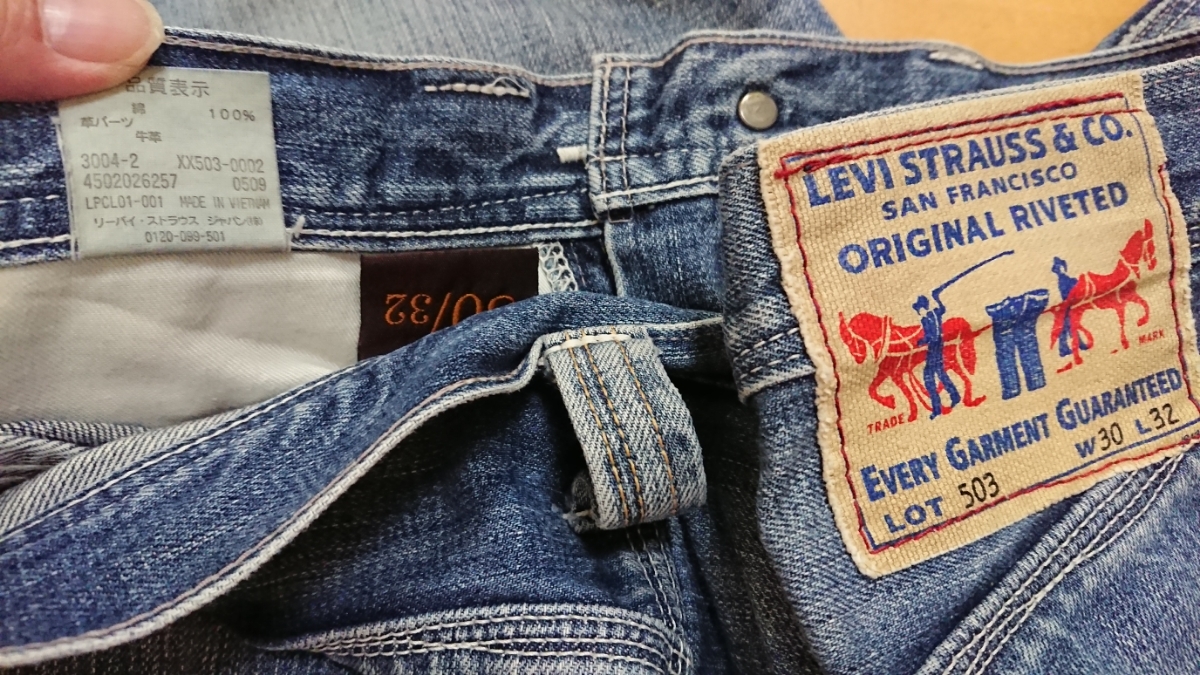 品質表示
綿 100%
革パーツ
牛革
3004-2 XX503-0002
4502026257 0509
LPCL01-001 MADE IN VIETNAM
リーバイ・ストラウス ジャパン(株)
0120-099-501
30/32
LEVI STRAUSS & CO.
SAN FRANCISCO
ORIGINAL RIVETED
TRADE MARK
EVERY GARMENT GUARANTEED
W30 L32
LOT 503